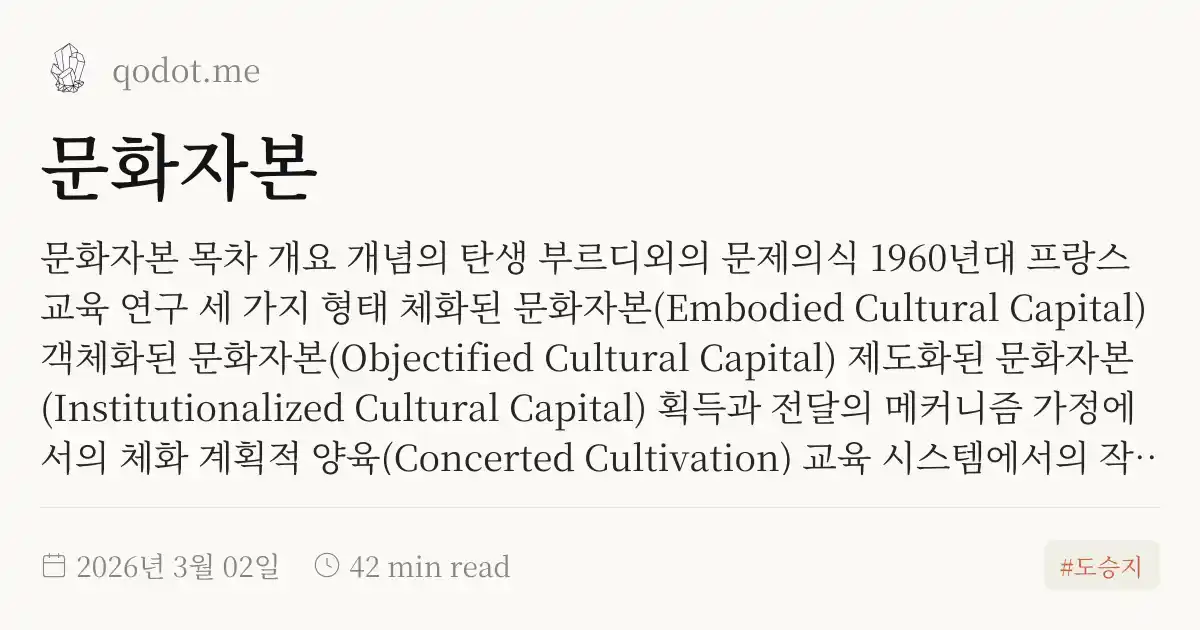 qodot.me
문화자본
문화자본 목차 개요 개념의 탄생 부르디외의 문제의식 1960년대 프랑스
교육 연구 세 가지 형태 체화된 문화자본(Embodied Cultural Capital)
객체화된 문화자본(Objectified Cultural Capital) 제도화된 문화자본
(Institutionalized Cultural Capital) 획득과 전달의 메커니즘 가정에
서의 체화 계획적 양육(Concerted Cultivation) 교육 시스템에서의 작…
2026년 3월 02일 42 min read
#도승지